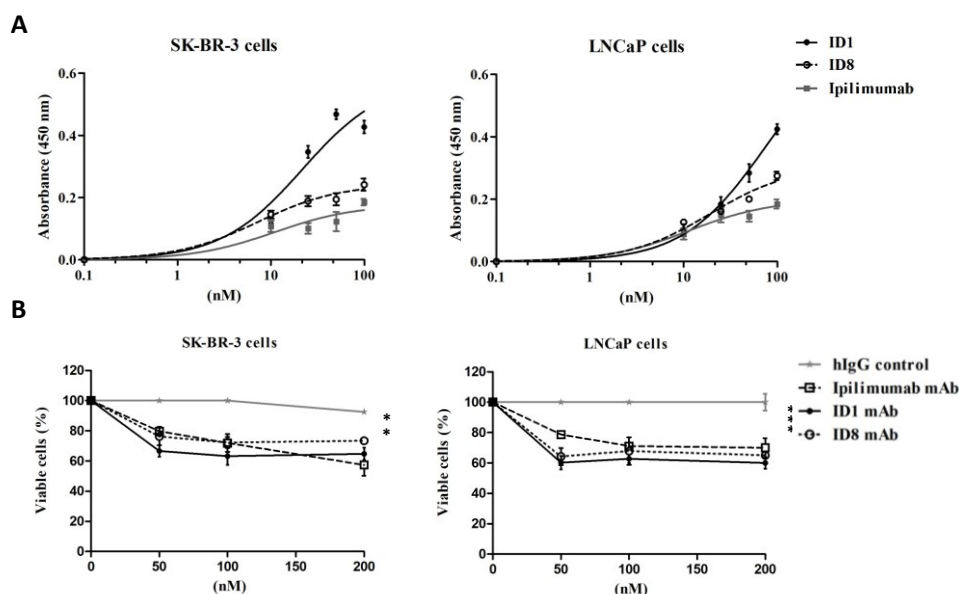 A
SK-BR-3 cells
Absorbance (450 nm)
0.6
0.4
0.2
0.0
0.1 1 10 100
(nM)
LNCaP cells
Absorbance (450 nm)
0.6
0.4
0.2
0.0
0.1 1 10 100
(nM)
ID1
ID8
Ipilimumab
B
SK-BR-3 cells
Viable cells (%)
120
100
80
60
40
20
0
0 50 100 150 200
(nM)
**
LNCaP cells
Viable cells (%)
120
100
80
60
40
20
0
0 50 100 150 200
(nM)
***
hIgG control
Ipilimumab mAb
ID1 mAb
ID8 mAb